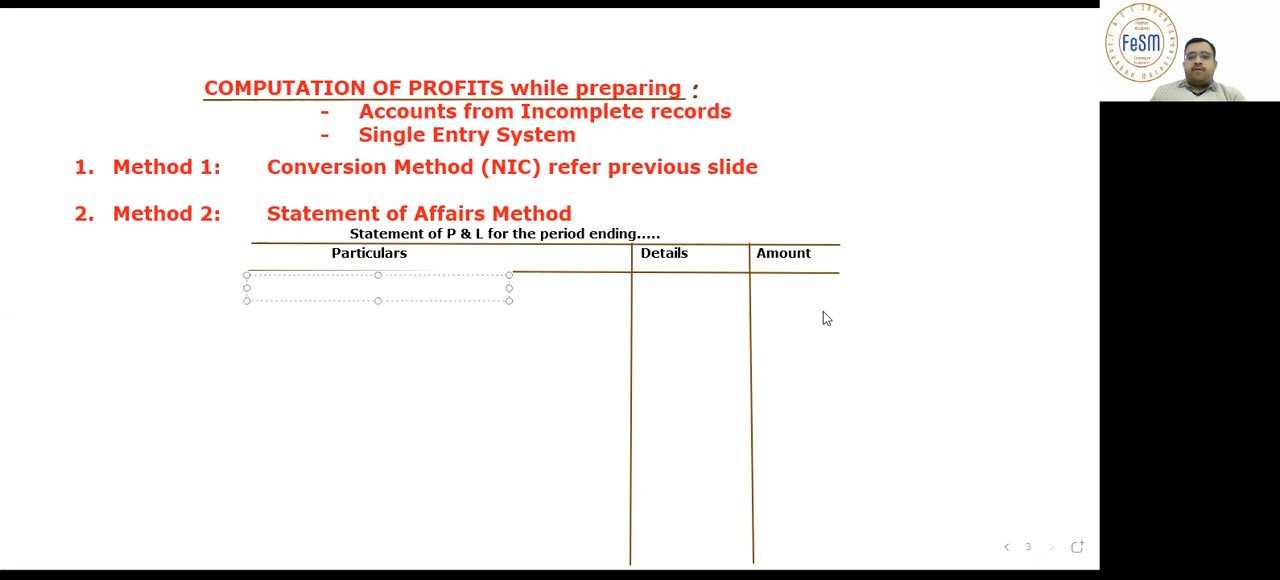 COMPUTATION OF PROFITS while preparing :
- Accounts from Incomplete records
- Single Entry System
1. Method 1: Conversion Method (NIC) refer previous slide
2. Method 2: Statement of Affairs Method
Statement of P & L for the period ending.....
Particulars Details Amount
FeSM
3